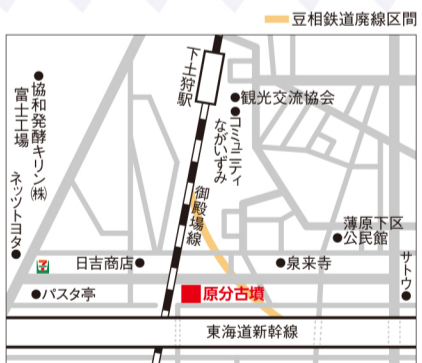 豆相鉄道廃線区間
下土狩駅
協和発酵キリン㈱
富士工場
観光交流協会
コミュニティ
ながいずみ
御殿場線
ネッツトヨタ
薄原下区
公民館
日吉商店
泉来寺
サトウ
7
パスタ亭
原分古墳
東海道新幹線